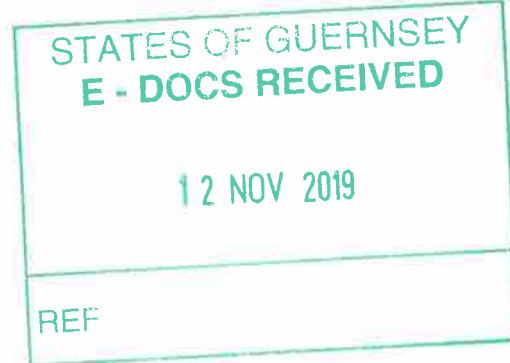 STATES OF GUERNSEY
E - DOCS RECEIVED
12 NOV 2019
REF